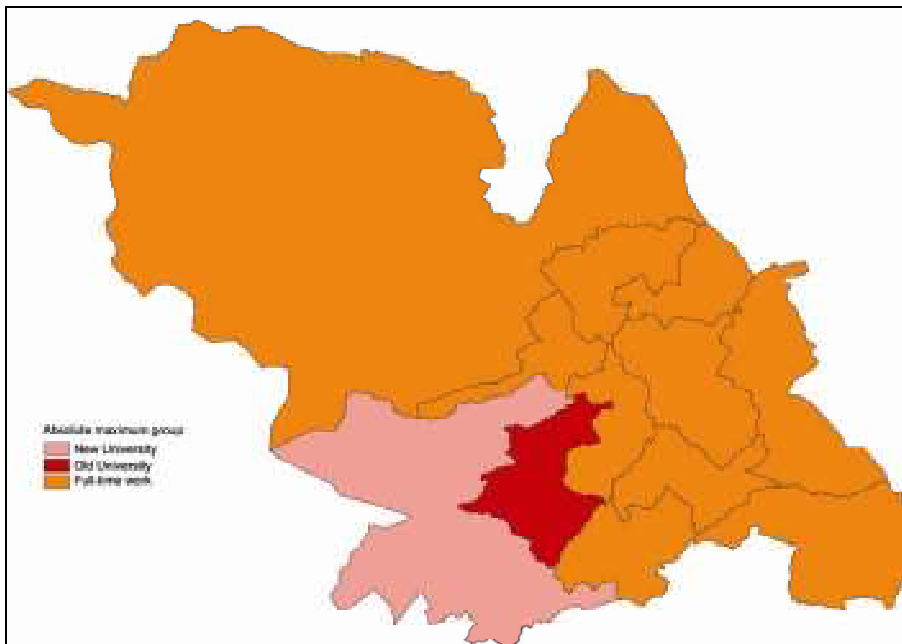 Absolute maximum group
New University
Old University
Full-time work